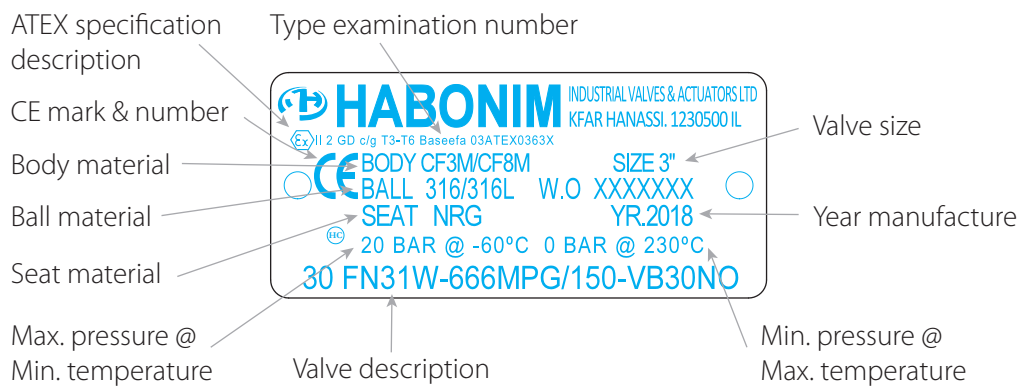 ATEX specification description
Type examination number
CE mark & number
Body material
Ball material
Seat material
Max. pressure @ Min. temperature
Valve description
Valve size
Year manufacture
Min. pressure @ Max. temperature
HABONIM
INDUSTRIAL VALVES & ACTUATORS LTD
KFAR HANASSI. 1230500 IL
Ex II 2 GD c/g T3-T6 Baseefa 03ATEX0363X
CE
BODY CF3M/CF8M SIZE 3"
BALL 316/316L W.O XXXXXXX
SEAT NRG YR.2018
HC
20 BAR @ -60ºC 0 BAR @ 230ºC
30 FN31W-666MPG/150-VB30NO